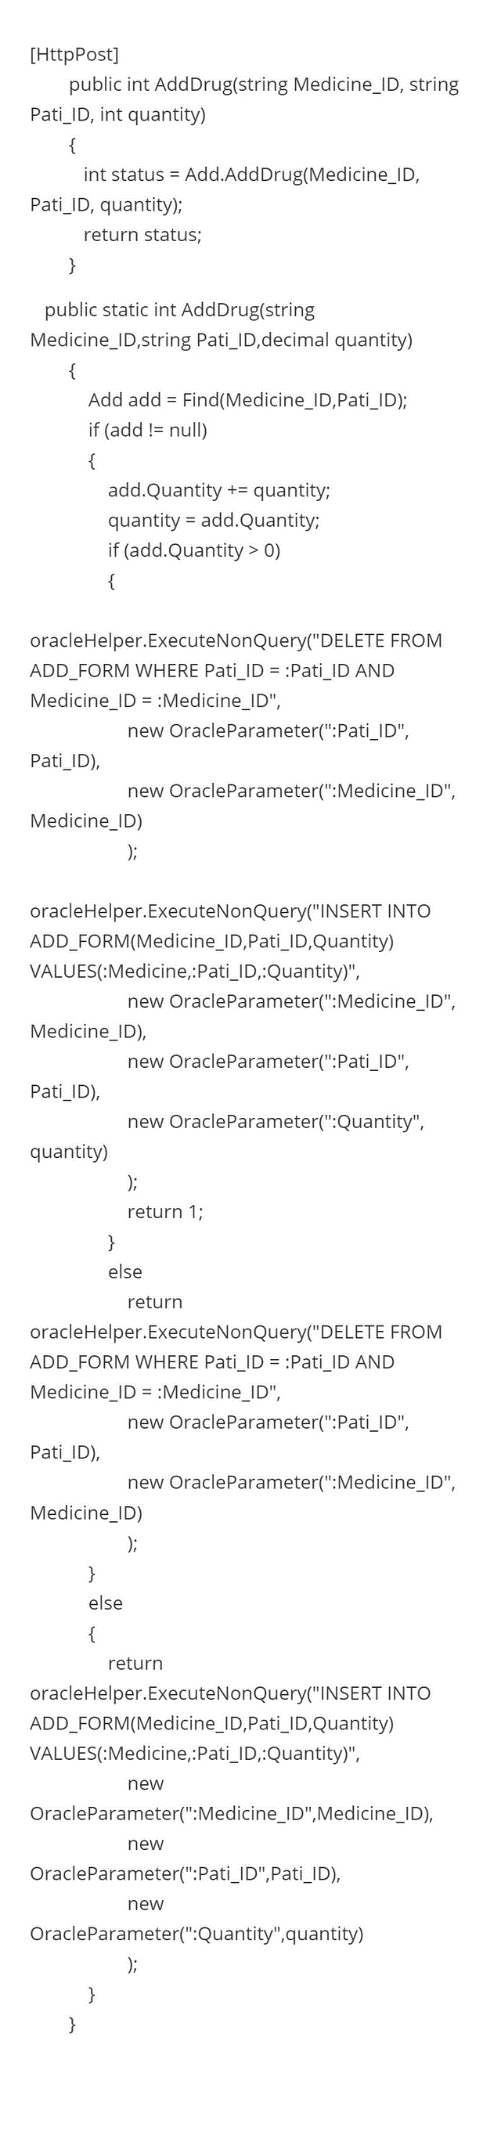 [HttpPost]
public int AddDrug(string Medicine_ID, string
Pati_ID, int quantity)
{
int status = Add.AddDrug(Medicine_ID,
Pati_ID, quantity);
return status;
}
public static int AddDrug(string
Medicine_ID,string Pati_ID,decimal quantity)
{
Add add = Find(Medicine_ID,Pati_ID);
if (add != null)
{
add.Quantity += quantity;
quantity = add.Quantity;
if (add.Quantity > 0)
{
oracleHelper.ExecuteNonQuery("DELETE FROM
ADD_FORM WHERE Pati_ID = :Pati_ID AND
Medicine_ID = :Medicine_ID",
new OracleParameter(":Pati_ID",
Pati_ID),
new OracleParameter(":Medicine_ID",
Medicine_ID)
);
oracleHelper.ExecuteNonQuery("INSERT INTO
ADD_FORM(Medicine_ID,Pati_ID,Quantity)
VALUES(:Medicine,:Pati_ID,:Quantity)",
new OracleParameter(":Medicine_ID",
Medicine_ID),
new OracleParameter(":Pati_ID",
Pati_ID),
new OracleParameter(":Quantity",
quantity)
);
return 1;
}
else
return
oracleHelper.ExecuteNonQuery("DELETE FROM
ADD_FORM WHERE Pati_ID = :Pati_ID AND
Medicine_ID = :Medicine_ID",
new OracleParameter(":Pati_ID",
Pati_ID),
new OracleParameter(":Medicine_ID",
Medicine_ID)
);
}
else
{
return
oracleHelper.ExecuteNonQuery("INSERT INTO
ADD_FORM(Medicine_ID,Pati_ID,Quantity)
VALUES(:Medicine,:Pati_ID,:Quantity)",
new
OracleParameter(":Medicine_ID",Medicine_ID),
new
OracleParameter(":Pati_ID",Pati_ID),
new
OracleParameter(":Quantity",quantity)
);
}
}